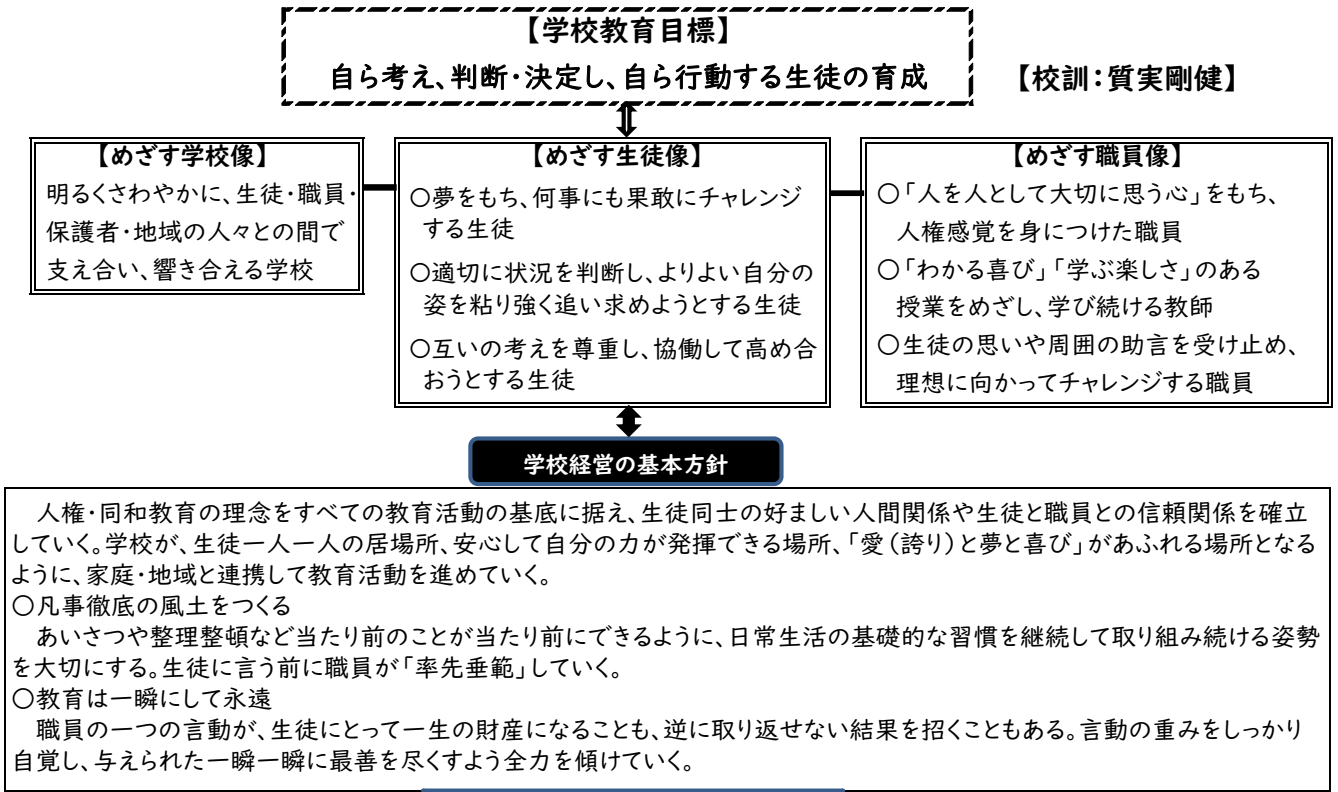 【学校教育目標】
自ら考え、判断・決定し、自ら行動する生徒の育成
【校訓：質実剛健】
【めざす学校像】
明るくさわやかに、生徒・職員・
保護者・地域の人々との間で
支え合い、響き合える学校
【めざす生徒像】
○夢をもち、何事にも果敢にチャレンジ
する生徒
○適切に状況を判断し、よりよい自分の
姿を粘り強く追い求めようとする生徒
○互いの考えを尊重し、協働して高め合
おうとする生徒
【めざす職員像】
○「人を人として大切に思う心」をもち、
人権感覚を身につけた職員
○「わかる喜び」「学ぶ楽しさ」のある
授業をめざし、学び続ける教師
○生徒の思いや周囲の助言を受け止め、
理想に向かってチャレンジする職員
学校経営の基本方針
人権・同和教育の理念をすべての教育活動の基底に据え、生徒同士の好ましい人間関係や生徒と職員との信頼関係を確立
していく。学校が、生徒一人一人の居場所、安心して自分の力が発揮できる場所、「愛（誇り）と夢と喜び」があふれる場所となる
ように、家庭・地域と連携して教育活動を進めていく。
○凡事徹底の風土をつくる
あいさつや整理整頓など当たり前のことが当たり前にできるように、日常生活の基礎的な習慣を継続して取り組み続ける姿勢
を大切にする。生徒に言う前に職員が「率先垂範」していく。
○教育は一瞬にして永遠
職員の一つの言動が、生徒にとって一生の財産になることも、逆に取り返せない結果を招くこともある。言動の重みをしっかり
自覚し、与えられた一瞬一瞬に最善を尽くすよう全力を傾けていく。